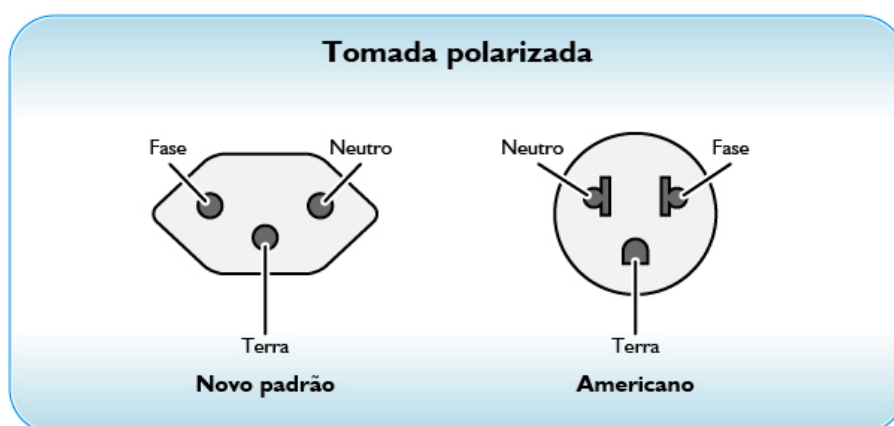 Tomada polarizada
Fase
Neutro
Neutro
Fase
Terra
Terra
Novo padrão
Americano